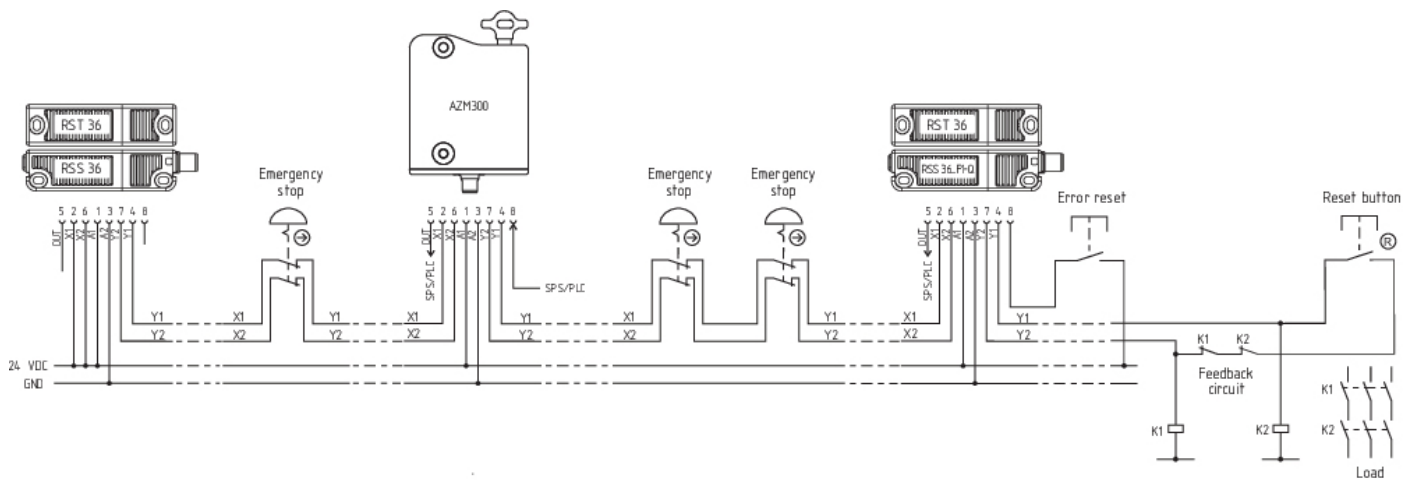 AZM300
RST 36
RSS 36
RST 36
RSS 36_PI-Q
Emergency
stop
Emergency
stop
Emergency
stop
Error reset
Reset button
R
5 2 6 1 3 7 4 8
OUT X1 X2 A1 A2 Y2 Y1
5 2 6 1 3 7 4 8
OUT X1 X2 A1 A2 Y2 Y1
5 2 6 1 3 7 4 8
OUT X1 X2 A1 A2 Y2 Y1
SPS/PLC
SPS/PLC
SPS/PLC
Y1 X1 Y1 X1 Y1 X1 Y1 X1 Y1
Y2 X2 Y2 X2 Y2 X2 Y2 X2 Y2
24 VDC
GND
K1 K2
Feedback
circuit
K1
K2
K1
K2
Load